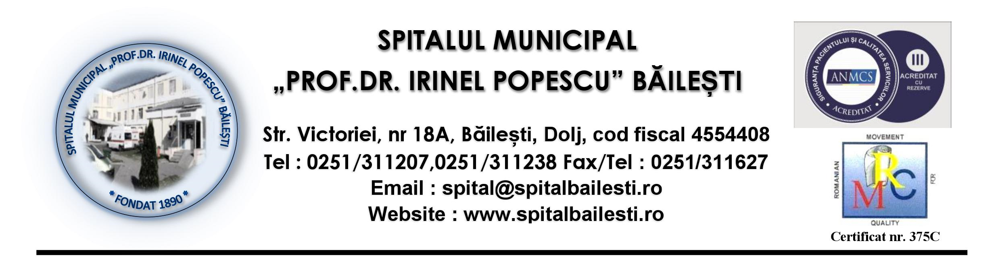 SPITALUL MUNICIPAL „PROF.DR. IRINEL POPESCU” BĂILEȘTI
* FONDAT 1890 *
SPITALUL MUNICIPAL
„PROF.DR. IRINEL POPESCU” BĂILEȘTI
Str. Victoriei, nr 18A, Băilești, Dolj, cod fiscal 4554408
Tel : 0251/311207,0251/311238 Fax/Tel : 0251/311627
Email : spital@spitalbailesti.ro
Website : www.spitalbailesti.ro
SIGURANȚA PACIENTULUI ȘI CALITATEA SERVICIILOR
ANMCS
• ACREDITAT •
III
ACREDITAT
CU
REZERVE
MOVEMENT
ROMANIAN
MRC
FOR
QUALITY
Certificat nr. 375C